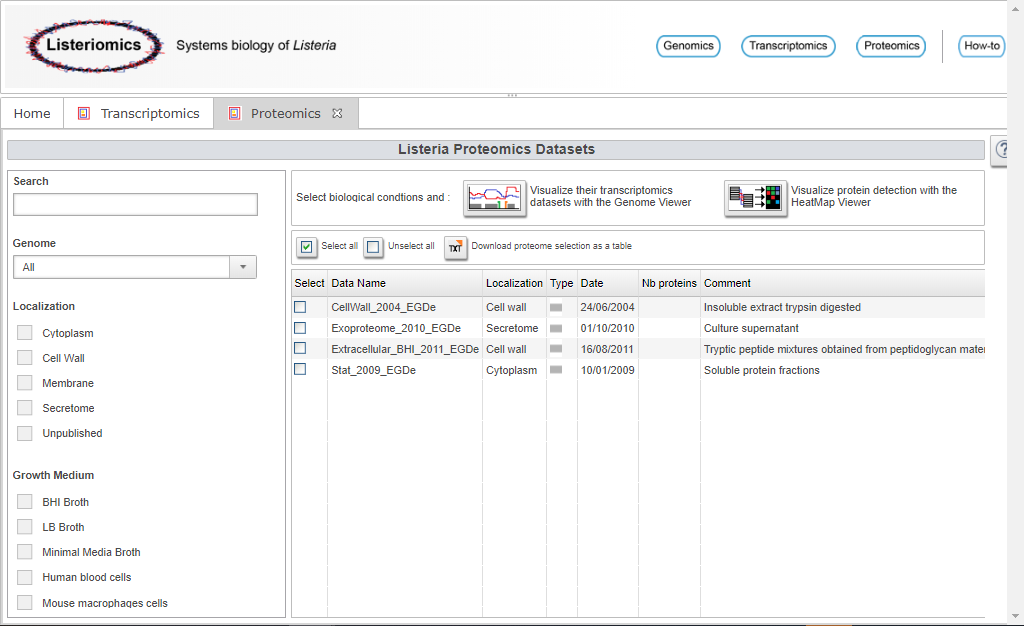 Listeriomics Systems biology of Listeria Genomics Transcriptomics Proteomics How-to
Home Transcriptomics Proteomics
Listeria Proteomics Datasets
?
Search
Genome
All
Localization
Cytoplasm
Cell Wall
Membrane
Secretome
Unpublished
Growth Medium
BHI Broth
LB Broth
Minimal Media Broth
Human blood cells
Mouse macrophages cells
Select biological condtions and :
Visualize their transcriptomics
datasets with the Genome Viewer
Visualize protein detection with the
HeatMap Viewer
Select all Unselect all TXT Download proteome selection as a table
Select Data Name Localization Type Date Nb proteins Comment
CellWall_2004_EGDe Cell wall 24/06/2004 Insoluble extract trypsin digested
Exoproteome_2010_EGDe Secretome 01/10/2010 Culture supernatant
Extracellular_BHI_2011_EGDe Cell wall 16/08/2011 Tryptic peptide mixtures obtained from peptidoglycan mater
Stat_2009_EGDe Cytoplasm 10/01/2009 Soluble protein fractions